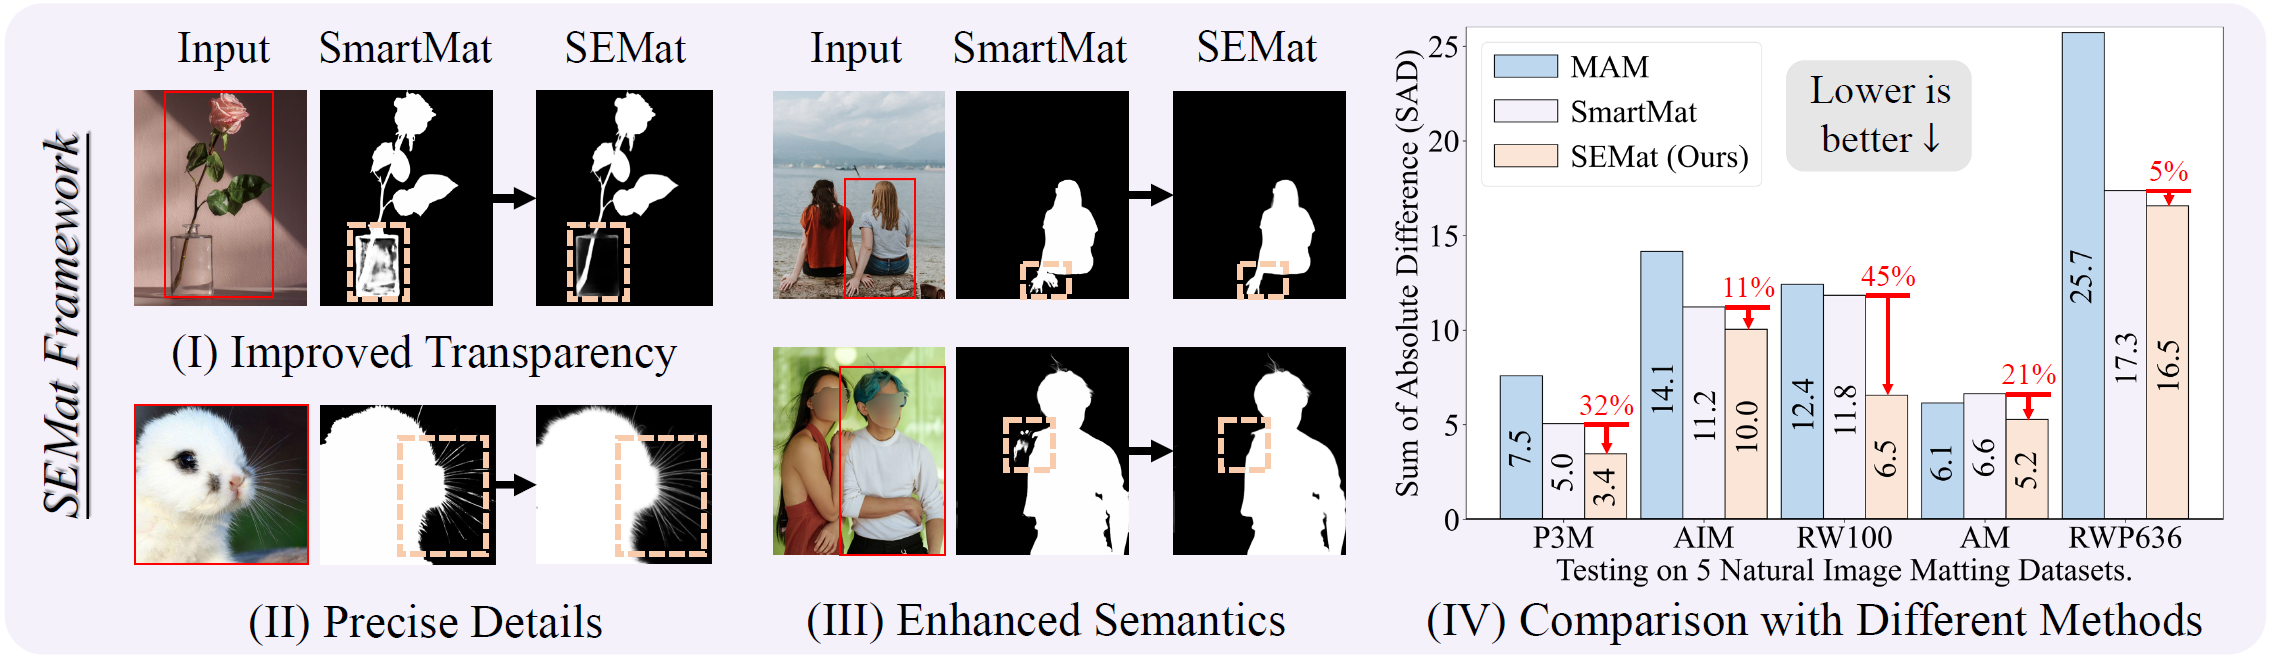 SEMat Framework
Input SmartMat SEMat
(I) Improved Transparency
(II) Precise Details
Input SmartMat SEMat
(III) Enhanced Semantics
Sum of Absolute Difference (SAD)
25
20
15
10
5
0
MAM
SmartMat
SEMat (Ours)
Lower is
better ↓
7.5 5.0 3.4 32%
14.1 11.2 10.0 11%
12.4 11.8 6.5 45%
6.1 6.6 5.2 21%
25.7 17.3 16.5 5%
P3M AIM RW100 AM RWP636
Testing on 5 Natural Image Matting Datasets.
(IV) Comparison with Different Methods